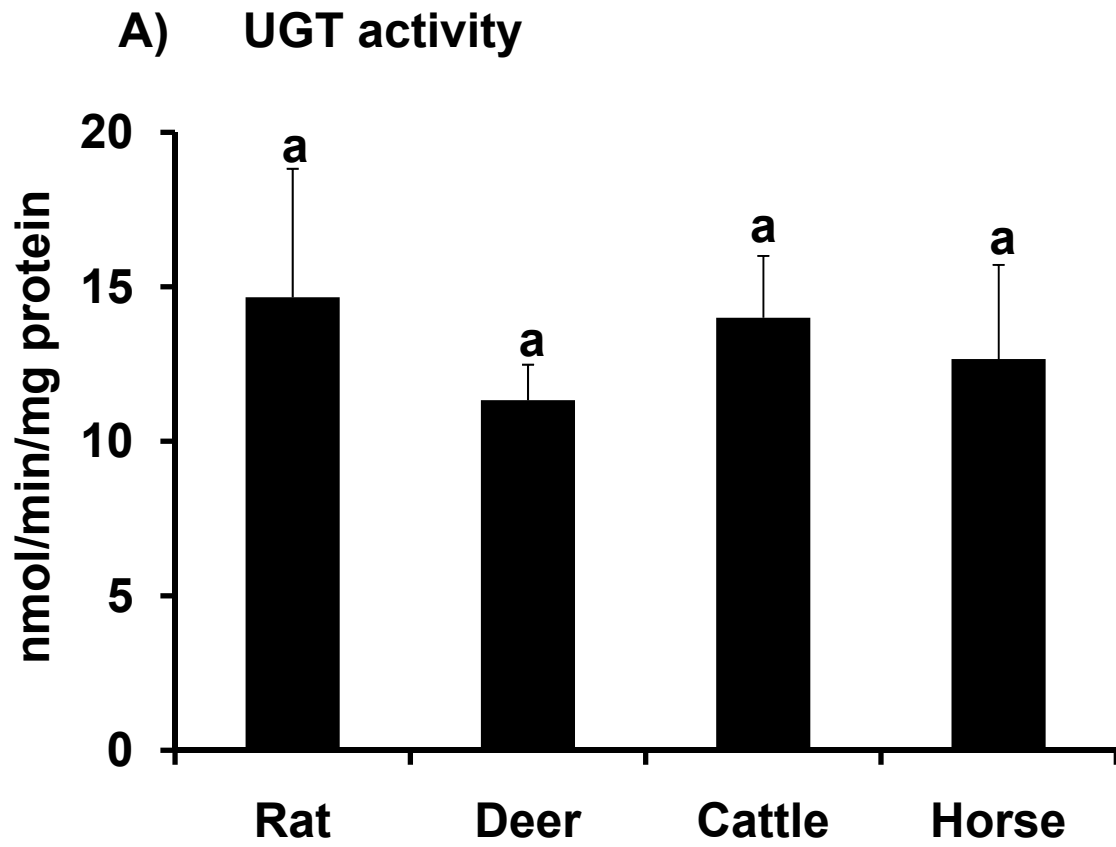 A) UGT activity
nmol/min/mg protein
20
15
10
5
0
a
a
a
a
Rat Deer Cattle Horse